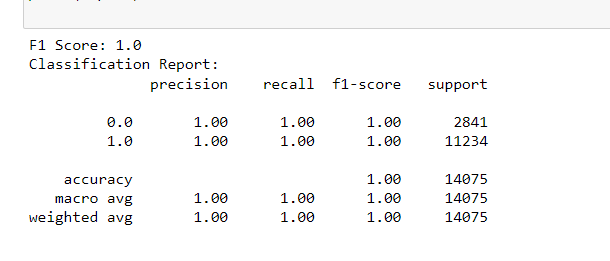 F1 Score: 1.0
Classification Report:
precision recall f1-score support
0.0 1.00 1.00 1.00 2841
1.0 1.00 1.00 1.00 11234
accuracy 1.00 14075
macro avg 1.00 1.00 1.00 14075
weighted avg 1.00 1.00 1.00 14075